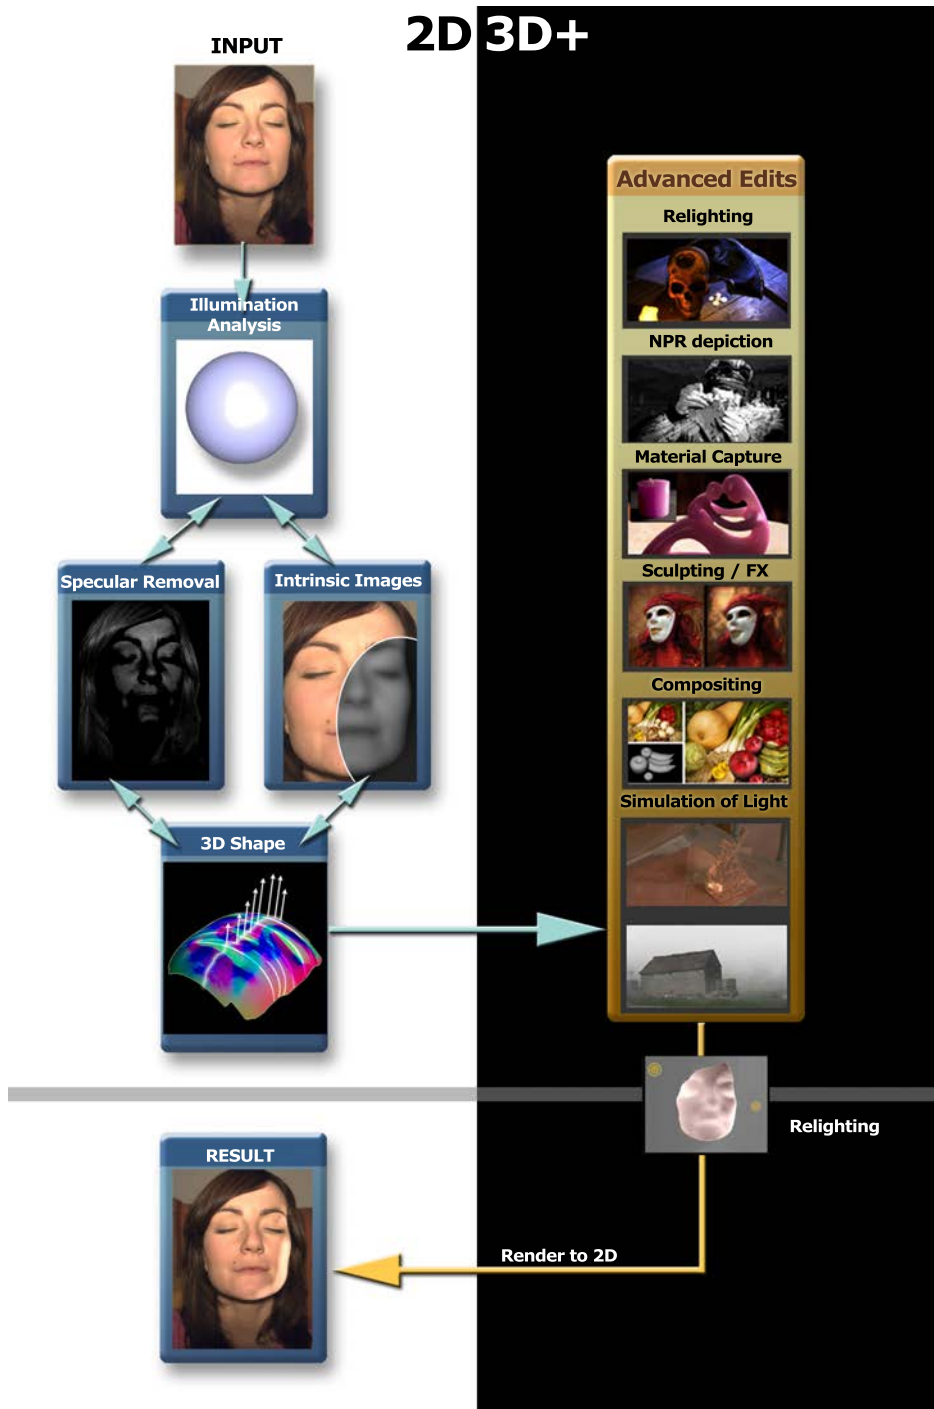 2D 3D+
INPUT
Illumination
Analysis
Specular Removal
Intrinsic Images
3D Shape
Advanced Edits
Relighting
NPR depiction
Material Capture
Sculpting / FX
Compositing
Simulation of Light
Relighting
Render to 2D
RESULT